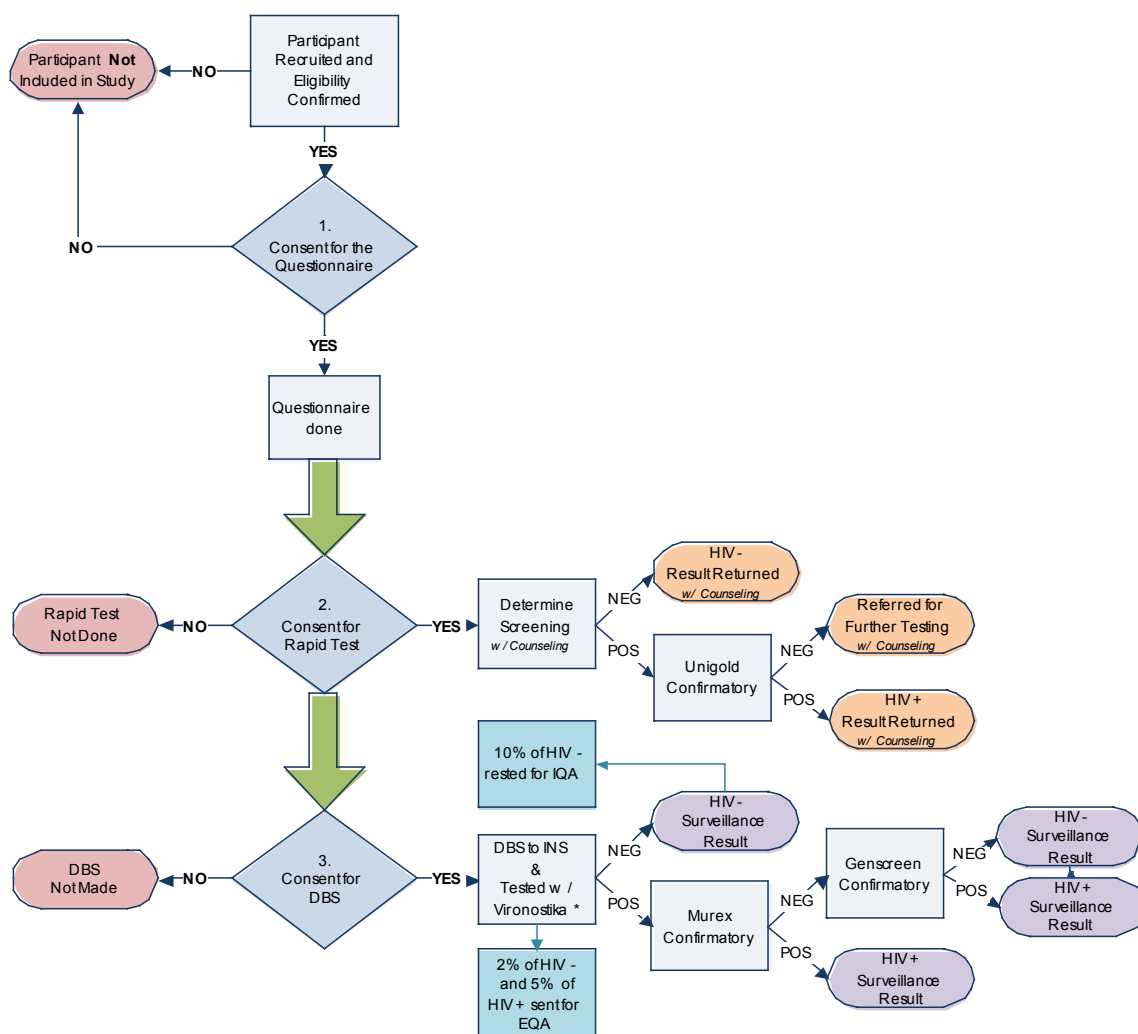 Participant
Recruited and
Eligibility
Confirmed
NO
Participant Not
Included in Study
YES
1.
Consent for the
Questionnaire
NO
YES
Questionnaire
done
2.
Consent for
Rapid Test
NO
Rapid Test
Not Done
YES
Determine
Screening
w/ Counseling
NEG
HIV -
Result Returned
w/ Counseling
POS
Unigold
Confirmatory
NEG
Referred for
Further Testing
w/ Counseling
POS
HIV +
Result Returned
w/ Counseling
10% of HIV -
rested for IQA
3.
Consent for
DBS
NO
DBS
Not Made
YES
DBS to INS
&
Tested w /
Vironostika *
NEG
HIV -
Surveillance
Result
POS
Murex
Confirmatory
NEG
Genscreen
Confirmatory
NEG
HIV -
Surveillance
Result
POS
HIV +
Surveillance
Result
POS
HIV +
Surveillance
Result
2% of HIV -
and 5% of
HIV + sent for
EQA